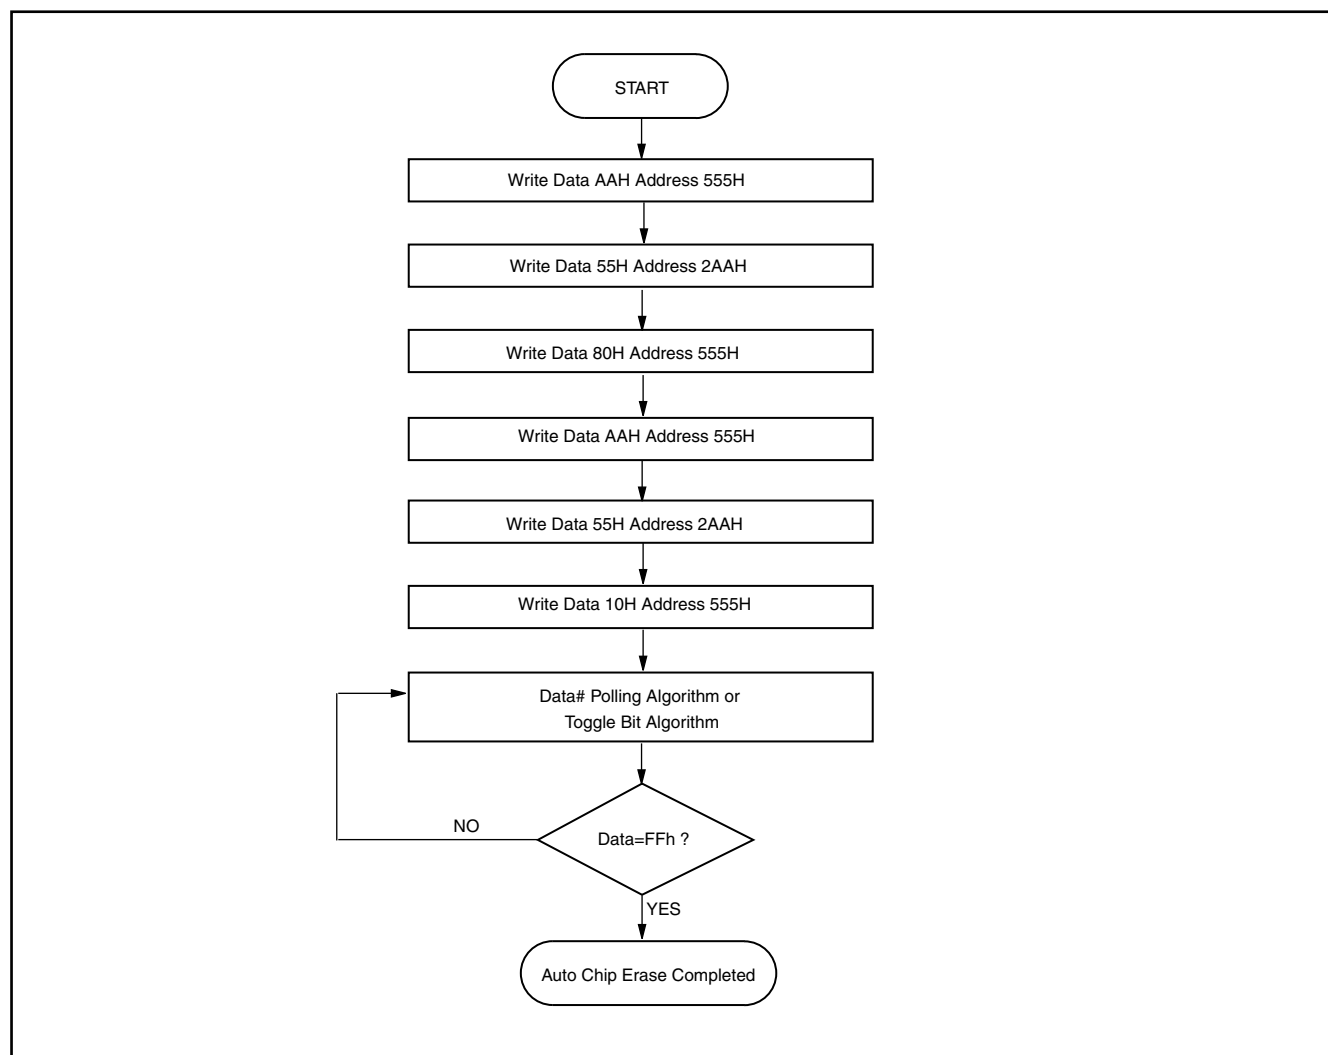 START
Write Data AAH Address 555H
Write Data 55H Address 2AAH
Write Data 80H Address 555H
Write Data AAH Address 555H
Write Data 55H Address 2AAH
Write Data 10H Address 555H
Data# Polling Algorithm or
Toggle Bit Algorithm
NO
Data=FFh ?
YES
Auto Chip Erase Completed